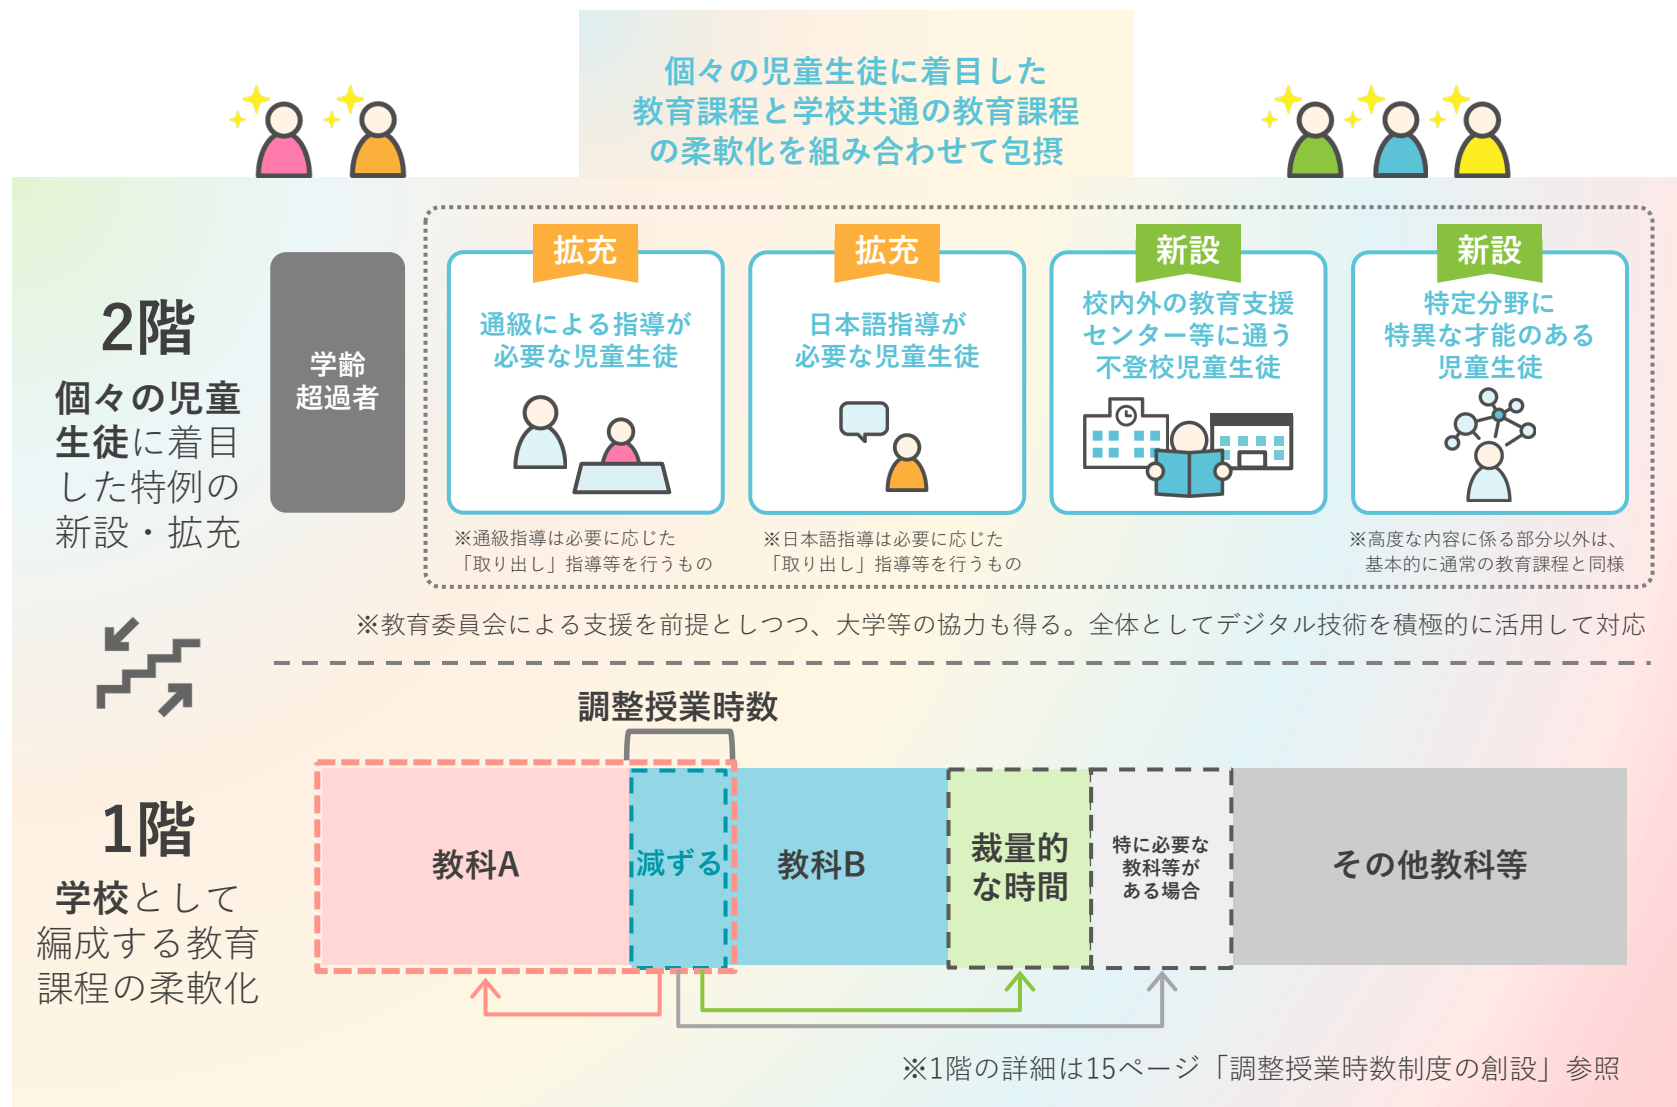 個々の児童生徒に着目した
教育課程と学校共通の教育課程
の柔軟化を組み合わせて包摂
2階
個々の児童
生徒に着目
した特例の
新設・拡充
学齢
超過者
拡充
通級による指導が
必要な児童生徒
※通級指導は必要に応じた
「取り出し」指導等を行うもの
拡充
日本語指導が
必要な児童生徒
※日本語指導は必要に応じた
「取り出し」指導等を行うもの
新設
校内外の教育支援
センター等に通う
不登校児童生徒
新設
特定分野に
特異な才能のある
児童生徒
※高度な内容に係る部分以外は、
基本的に通常の教育課程と同様
※教育委員会による支援を前提としつつ、大学等の協力も得る。全体としてデジタル技術を積極的に活用して対応
1階
学校として
編成する教育
課程の柔軟化
調整授業時数
教科A
減ずる
教科B
裁量的
な時間
特に必要な
教科等が
ある場合
その他教科等
※1階の詳細は15ページ「調整授業時数制度の創設」参照